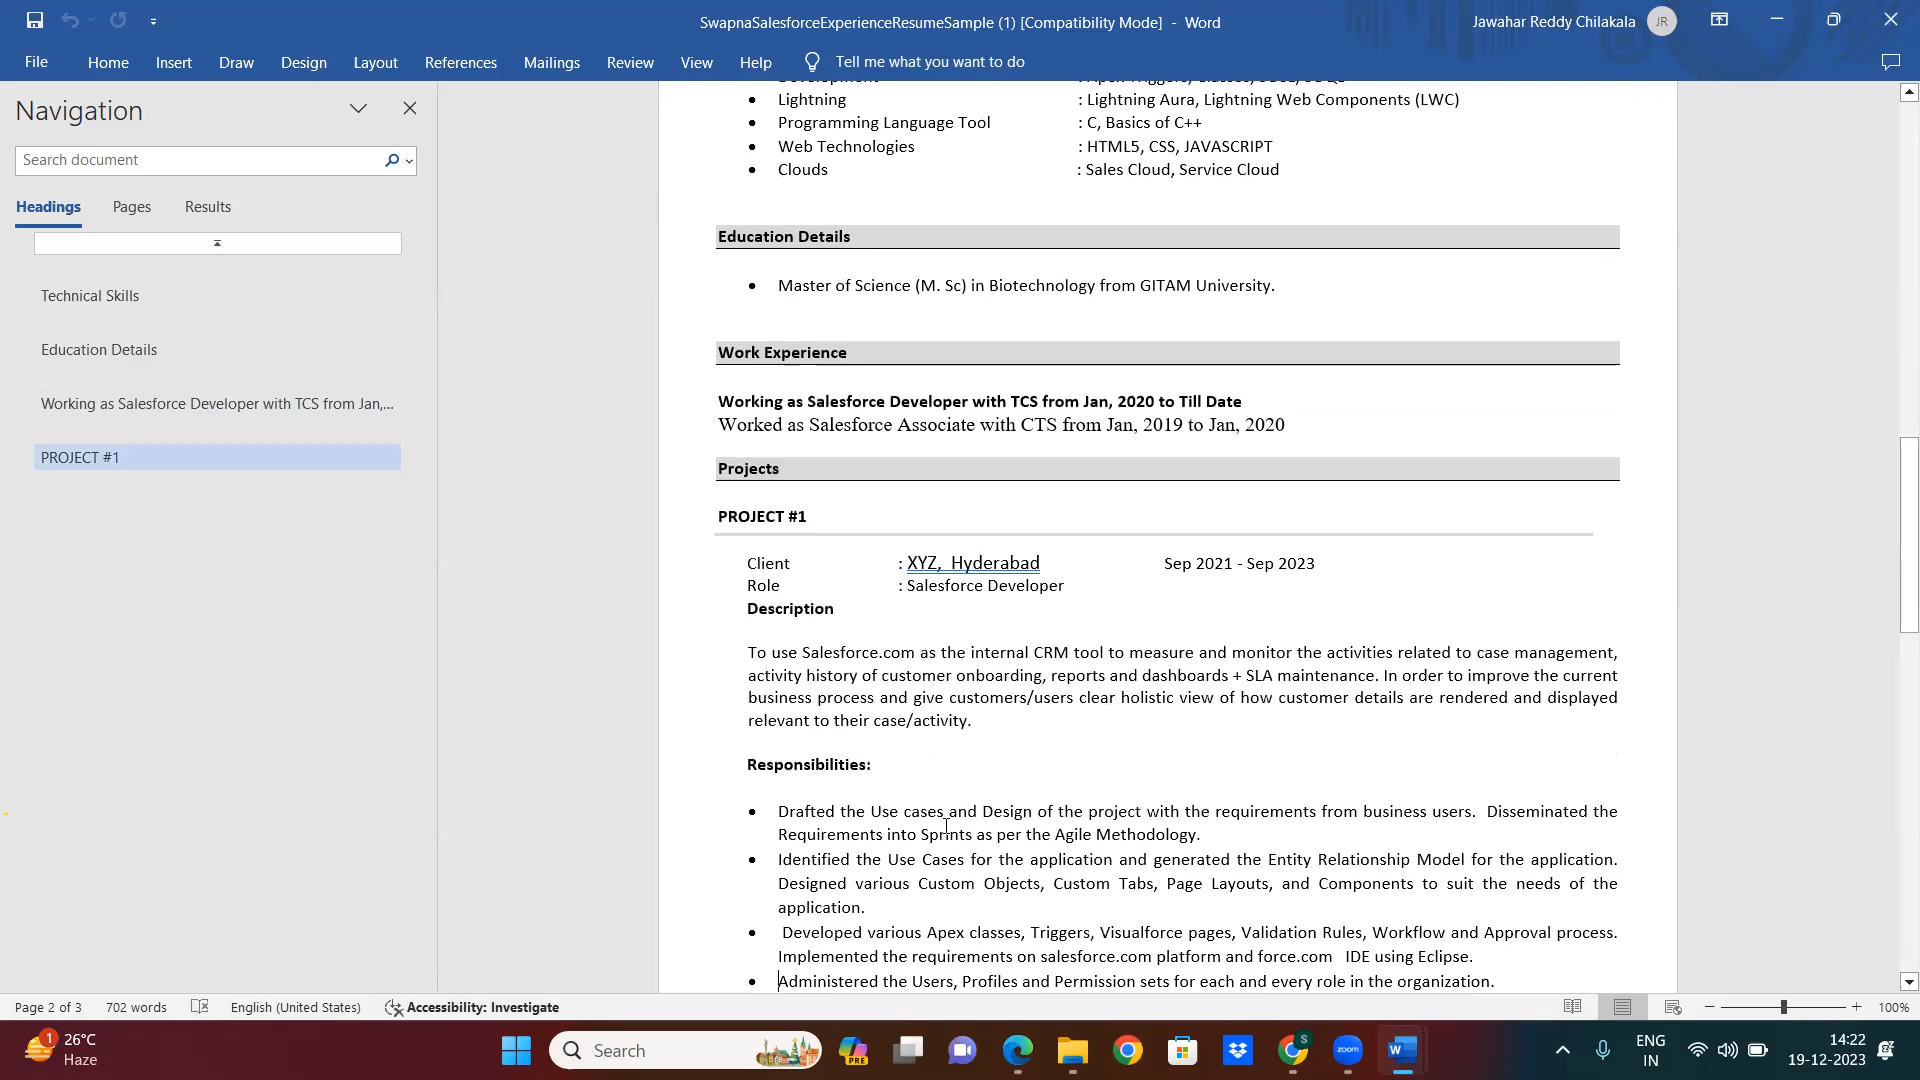 SwapnaSalesforceExperienceResumeSample (1) [Compatibility Mode] - Word
Jawahar Reddy Chilakala JR
File Home Insert Draw Design Layout References Mailings Review View Help Tell me what you want to do
Navigation
Search document
Headings Pages Results
Technical Skills
Education Details
Working as Salesforce Developer with TCS from Jan,...
PROJECT #1
• Lightning : Lightning Aura, Lightning Web Components (LWC)
• Programming Language Tool : C, Basics of C++
• Web Technologies : HTML5, CSS, JAVASCRIPT
• Clouds : Sales Cloud, Service Cloud
Education Details
• Master of Science (M. Sc) in Biotechnology from GITAM University.
Work Experience
Working as Salesforce Developer with TCS from Jan, 2020 to Till Date
Worked as Salesforce Associate with CTS from Jan, 2019 to Jan, 2020
Projects
PROJECT #1
Client : XYZ, Hyderabad Sep 2021 - Sep 2023
Role : Salesforce Developer
Description
To use Salesforce.com as the internal CRM tool to measure and monitor the activities related to case management,
activity history of customer onboarding, reports and dashboards + SLA maintenance. In order to improve the current
business process and give customers/users clear holistic view of how customer details are rendered and displayed
relevant to their case/activity.
Responsibilities:
• Drafted the Use cases and Design of the project with the requirements from business users. Disseminated the
Requirements into Sprints as per the Agile Methodology.
• Identified the Use Cases for the application and generated the Entity Relationship Model for the application.
Designed various Custom Objects, Custom Tabs, Page Layouts, and Components to suit the needs of the
application.
• Developed various Apex classes, Triggers, Visualforce pages, Validation Rules, Workflow and Approval process.
Implemented the requirements on salesforce.com platform and force.com IDE using Eclipse.
• Administered the Users, Profiles and Permission sets for each and every role in the organization.
Page 2 of 3 702 words English (United States) Accessibility: Investigate 100%
1 26°C
Haze
Search
PRE
S
zoom
W
ENG
IN
14:22
19-12-2023